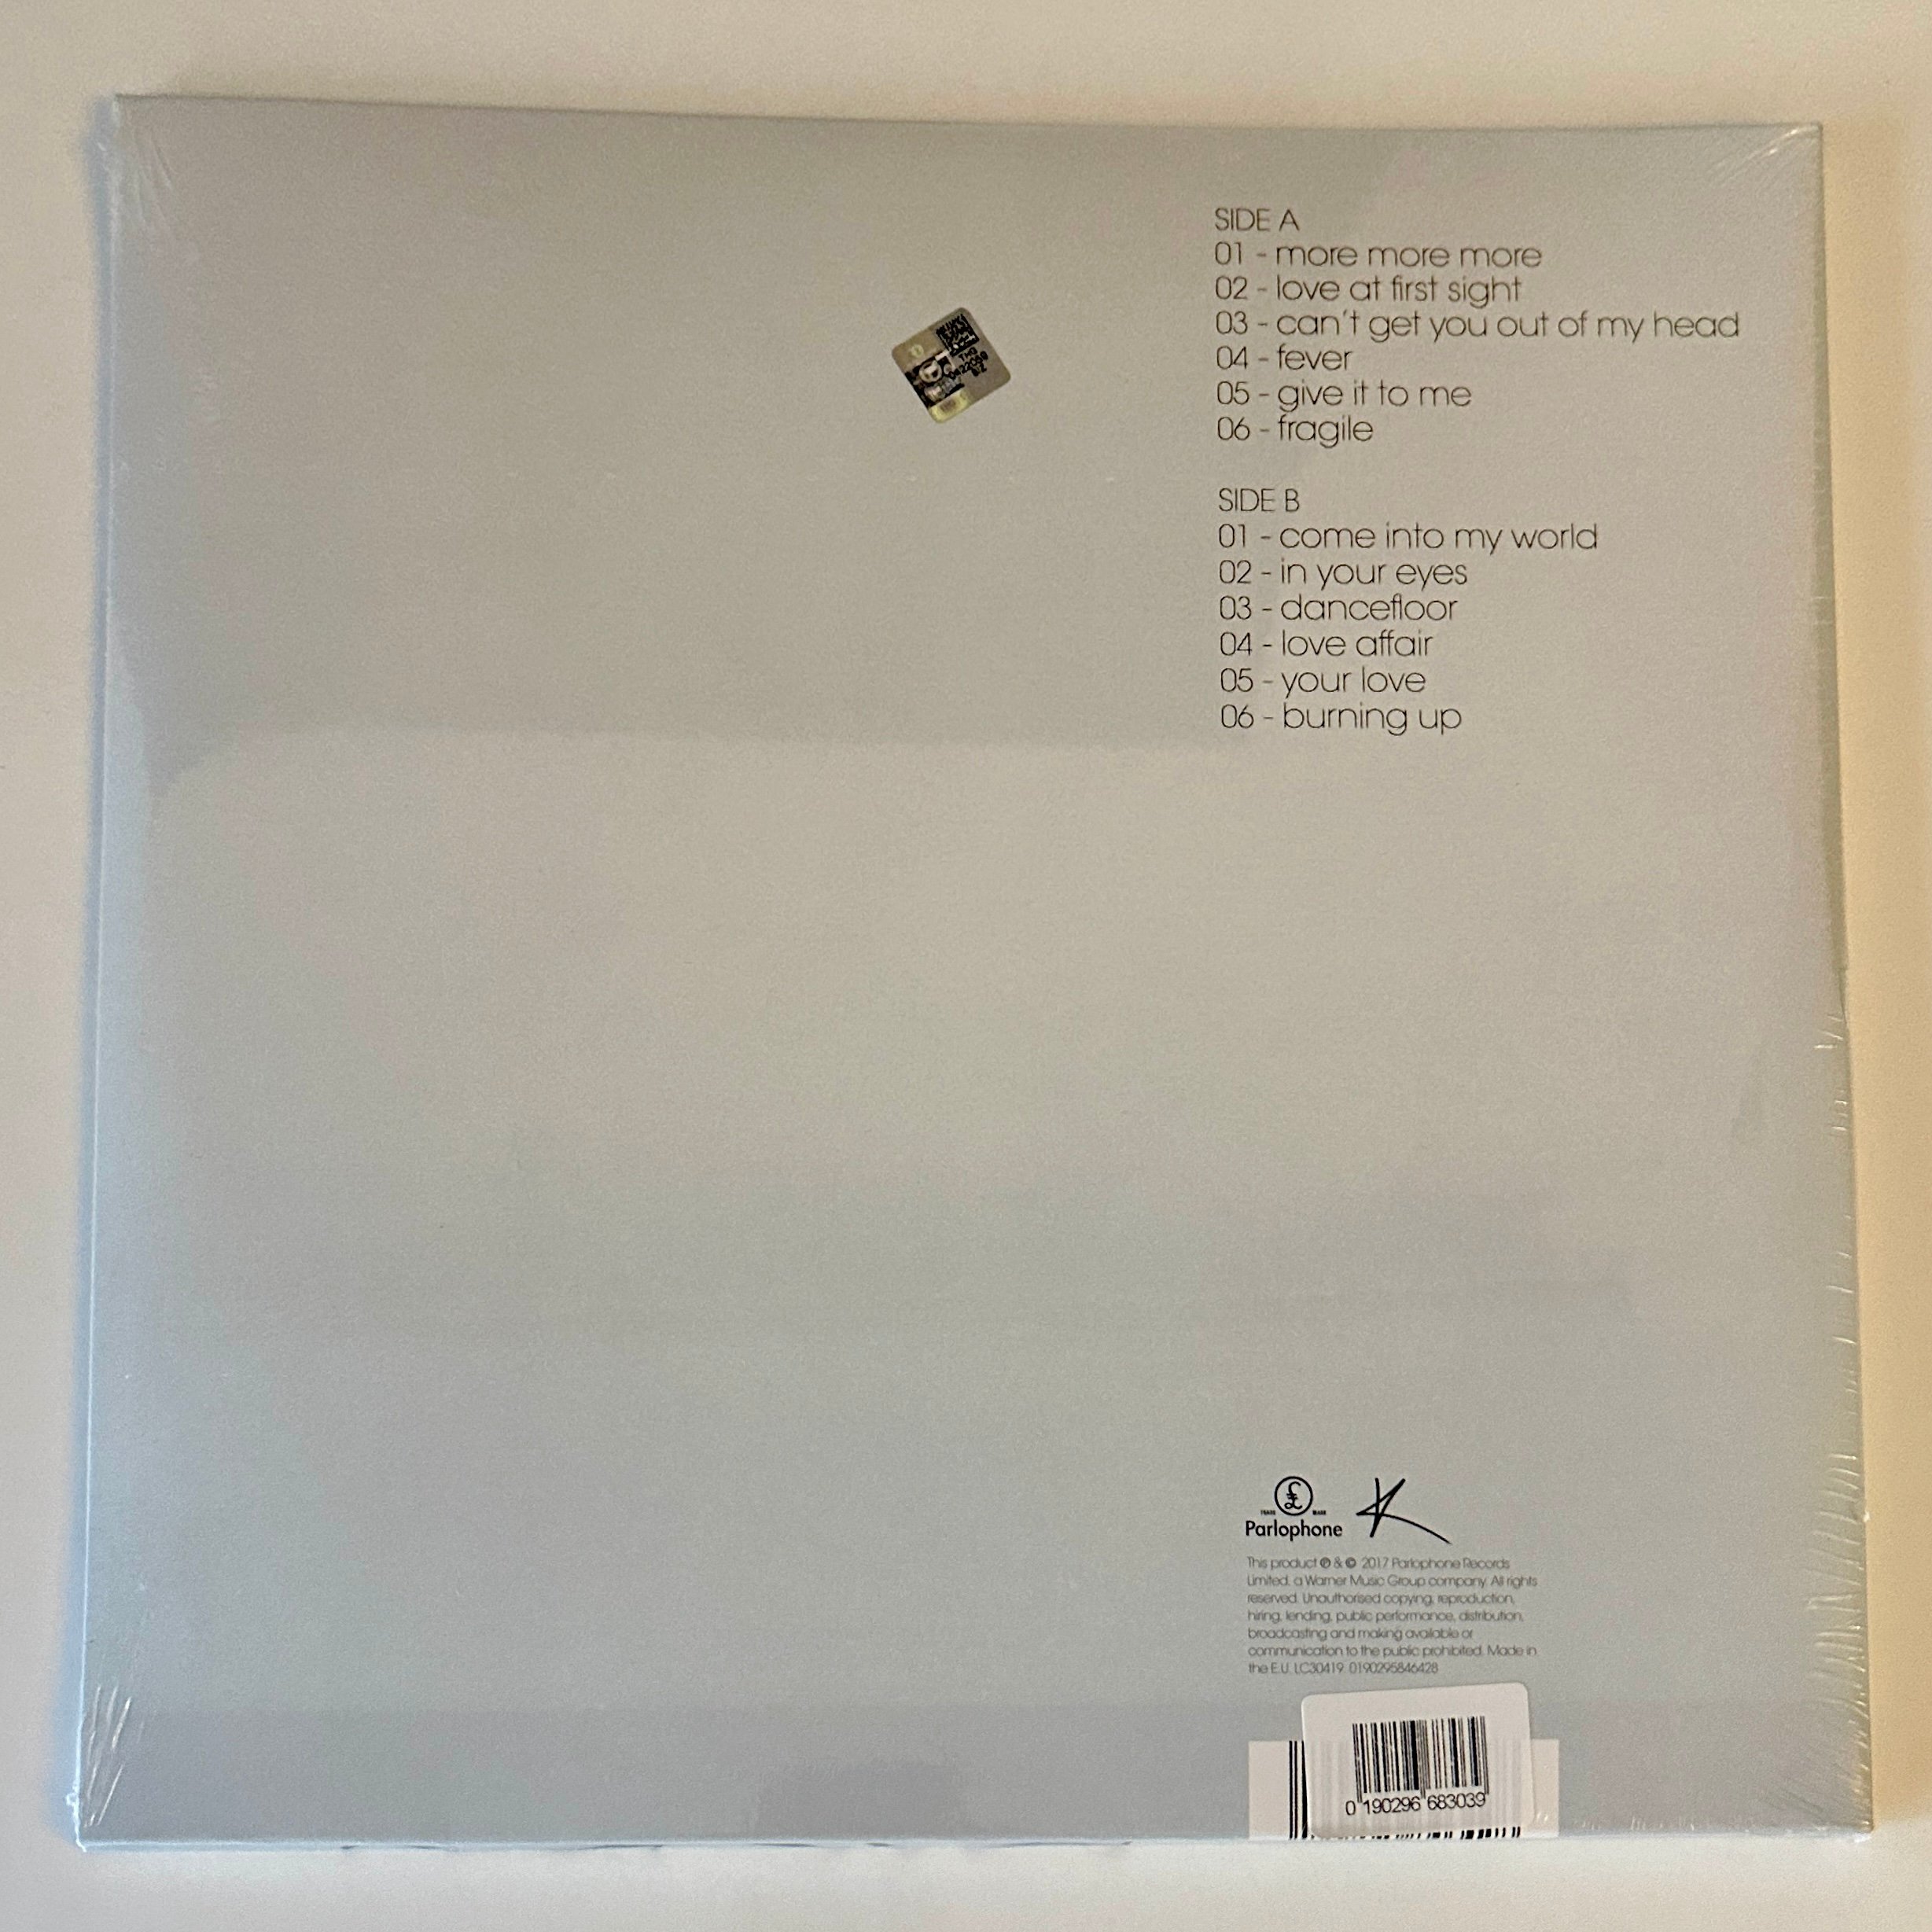 SIDE A
01 - more more more
02 - love at first sight
03 - can't get you out of my head
04 - fever
05 - give it to me
06 - fragile
SIDE B
01 - come into my world
02 - in your eyes
03 - dancefloor
04 - love affair
05 - your love
06 - burning up
TRADE MARK
Parlophone
K
This product ℗ & © 2017 Parlophone Records
Limited, a Warner Music Group company. All rights
reserved. Unauthorised copying, reproduction,
hiring, lending, public performance, distribution,
broadcasting and making available or
communication to the public prohibited. Made in
the E.U. LC30419 0190295846428
0 190296 683039